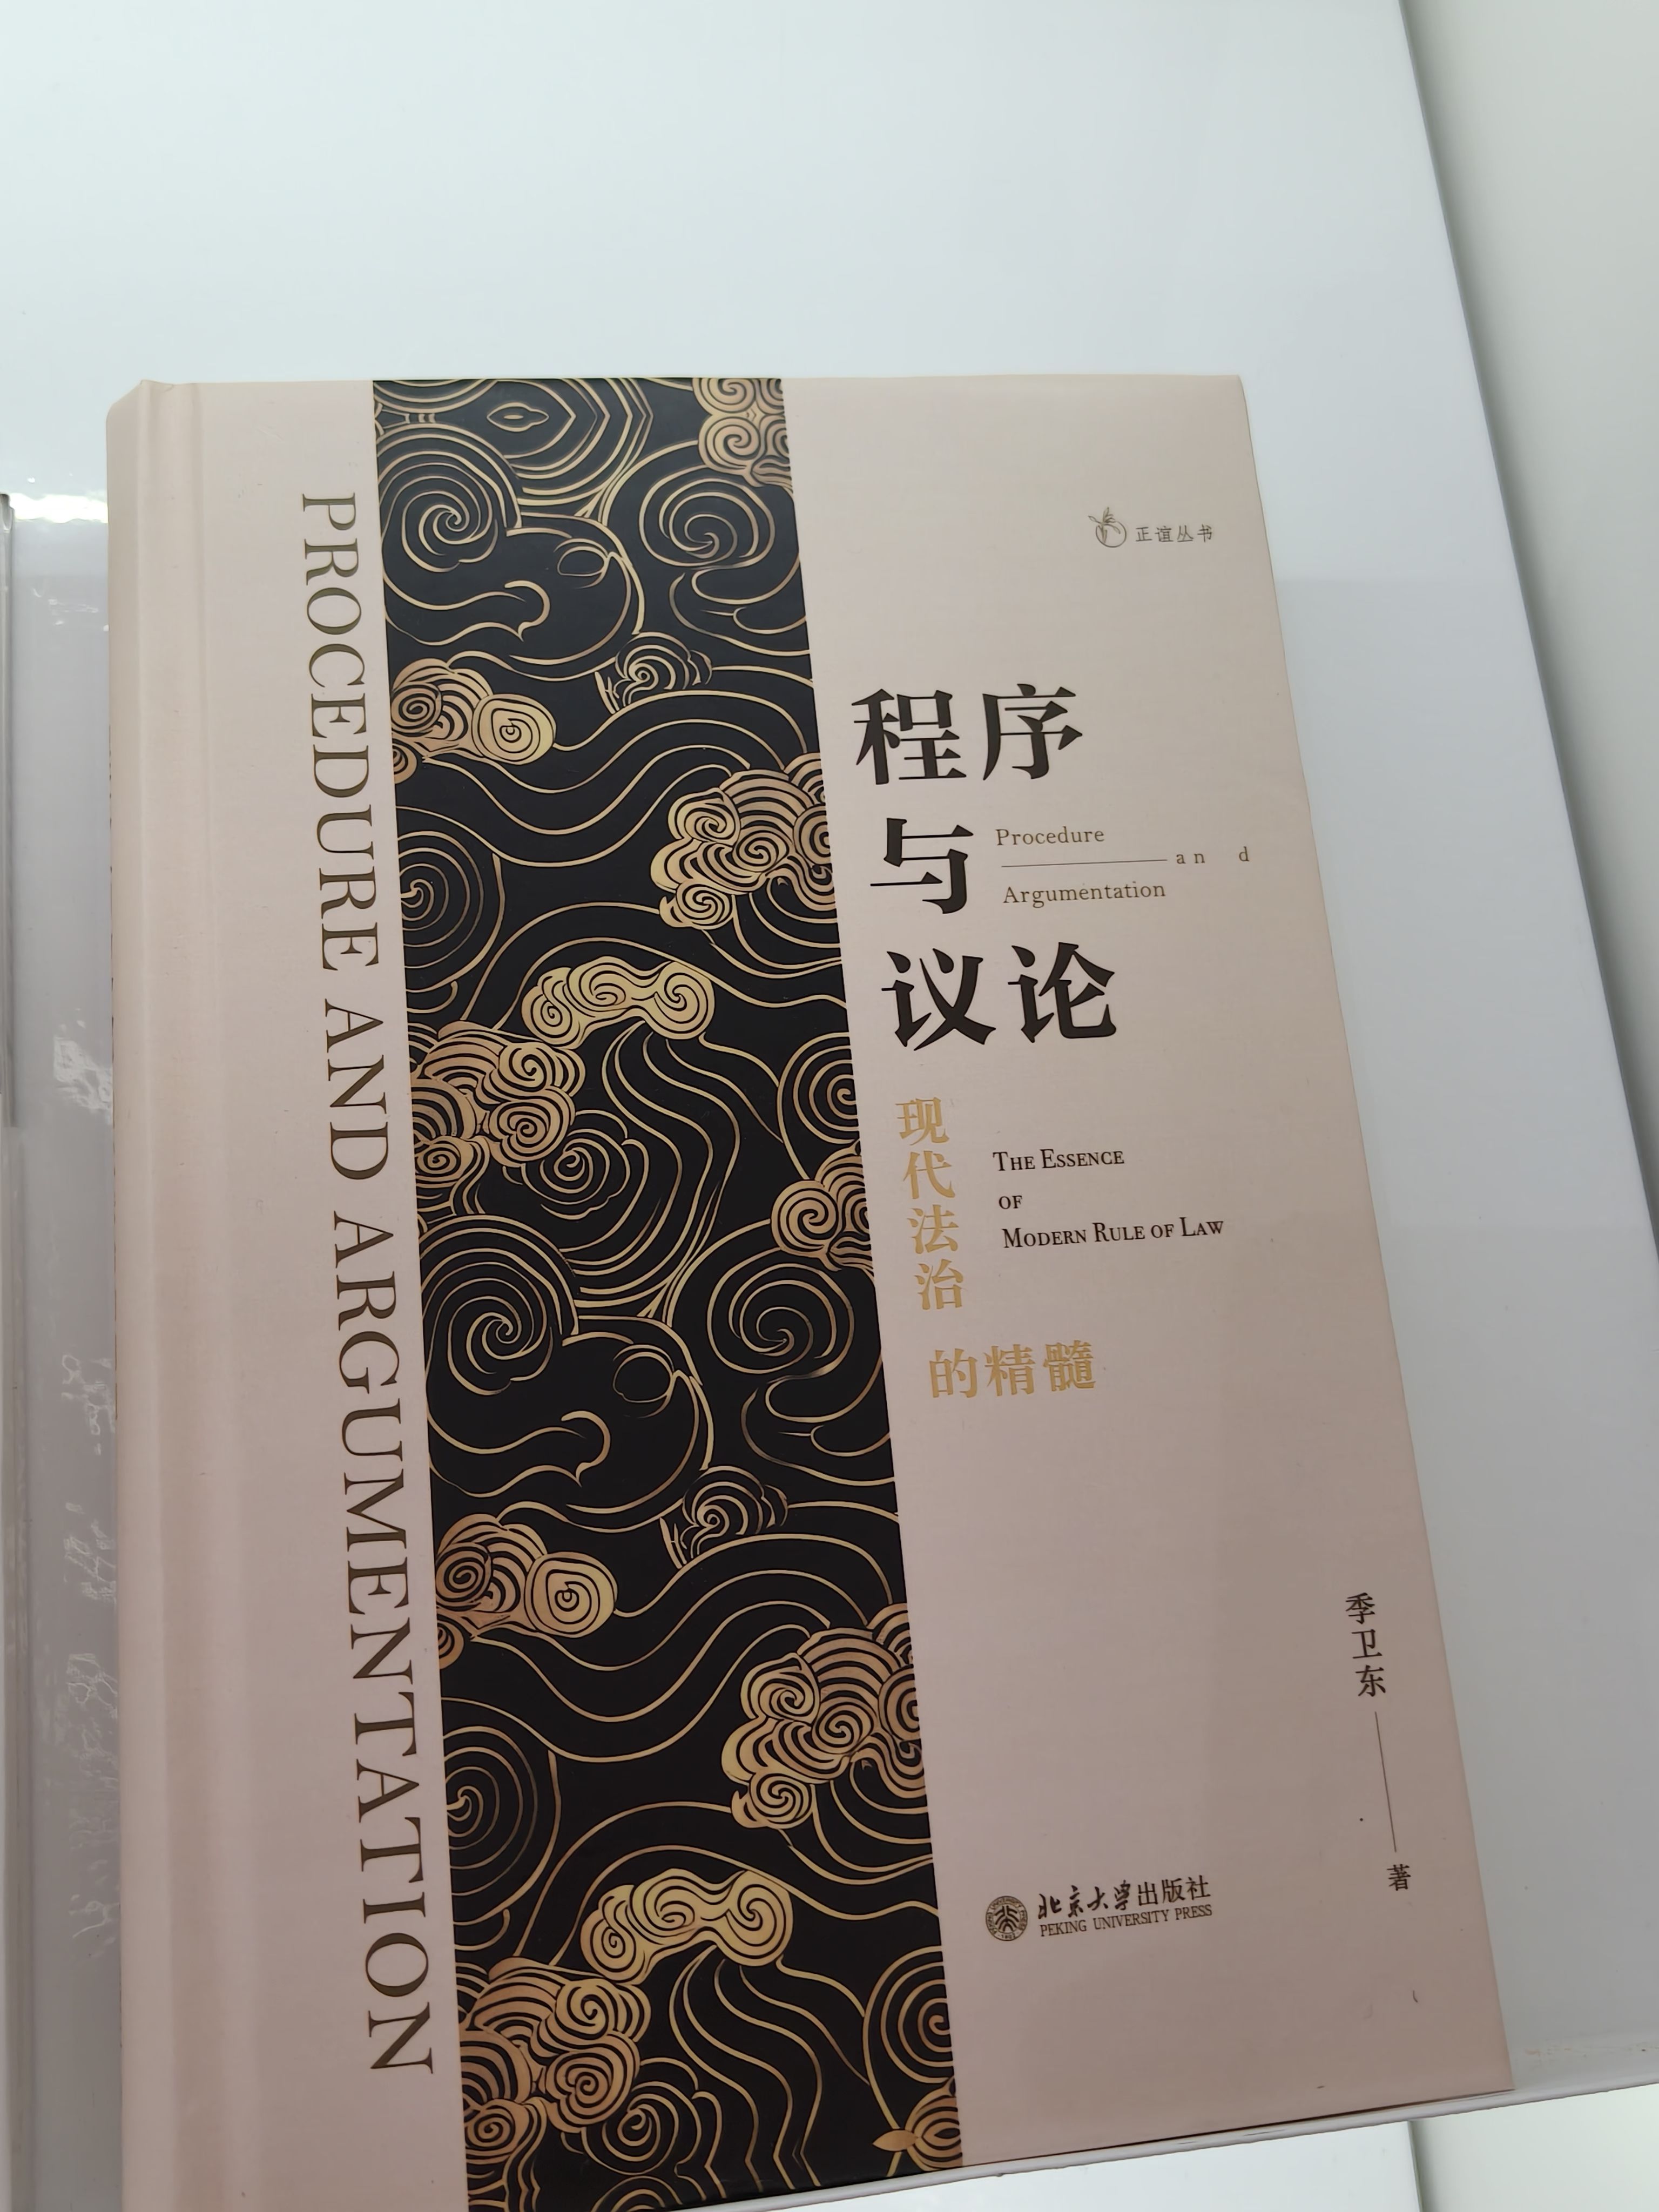 PROCEDURE AND ARGUMENTATION
正谊丛书
程序
与
议论
Procedure
and
Argumentation
现代法治
的精髓
THE ESSENCE
OF
MODERN RULE OF LAW
季卫东
著
北京大学出版社
PEKING UNIVERSITY PRESS